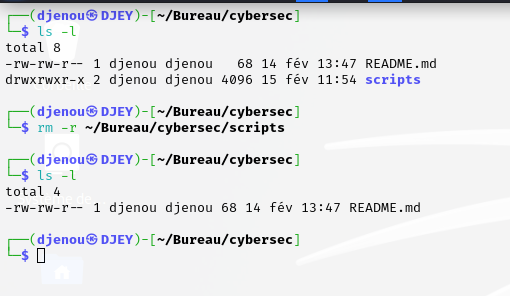 ┌──(djenou㉿DJEY)-[~/Bureau/cybersec]
└─$ ls -l
total 8
-rw-rw-r-- 1 djenou djenou   68 14 fév 13:47 README.md
drwxrwxr-x 2 djenou djenou 4096 15 fév 11:54 scripts
┌──(djenou㉿DJEY)-[~/Bureau/cybersec]
└─$ rm -r ~/Bureau/cybersec/scripts
┌──(djenou㉿DJEY)-[~/Bureau/cybersec]
└─$ ls -l
total 4
-rw-rw-r-- 1 djenou djenou 68 14 fév 13:47 README.md
┌──(djenou㉿DJEY)-[~/Bureau/cybersec]
└─$